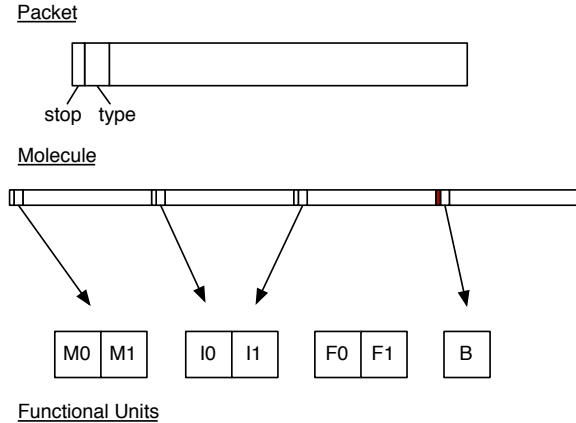 Packet
stop type
Molecule
M0 M1 I0 I1 F0 F1 B
Functional Units